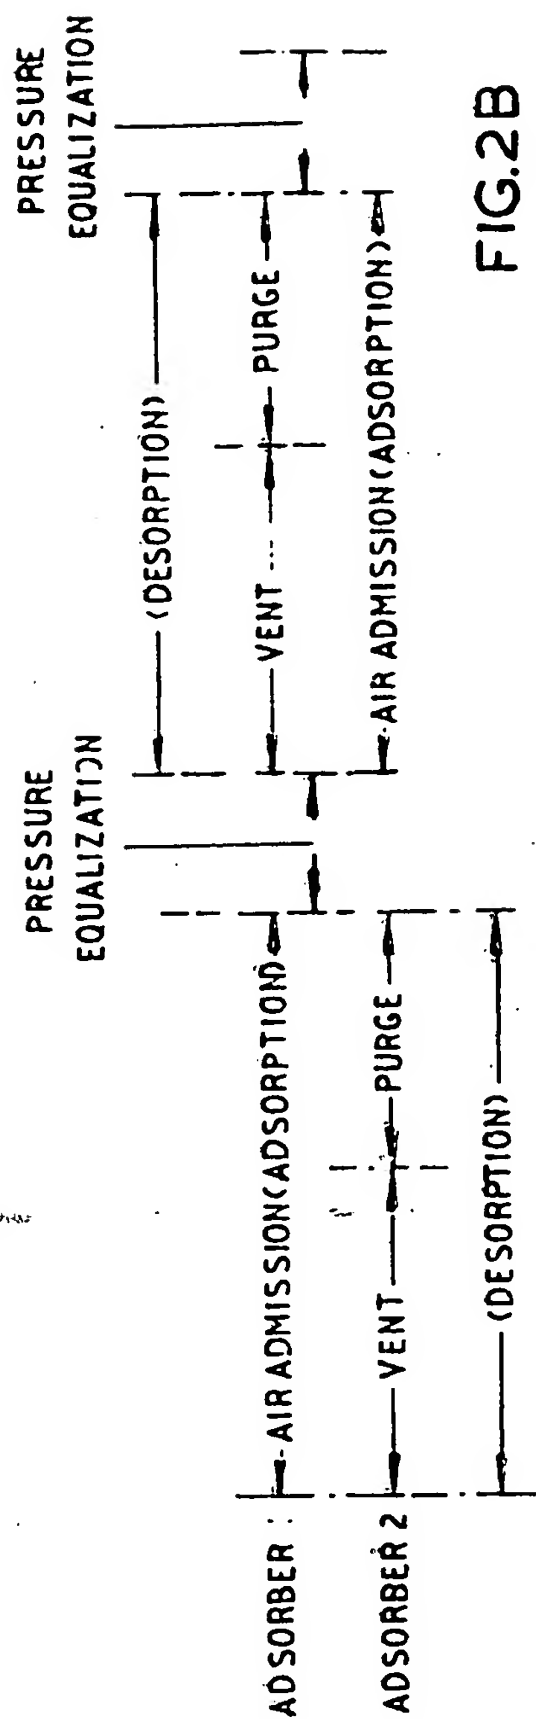 PRESSURE
EQUALIZATION
PRESSURE
EQUALIZATION
(DESORPTION)
ADSORBER 1
AIR ADMISSION (ADSORPTION)
VENT
PURGE
ADSORBER 2
VENT
PURGE
AIR ADMISSION (ADSORPTION)
(DESORPTION)
FIG.2B